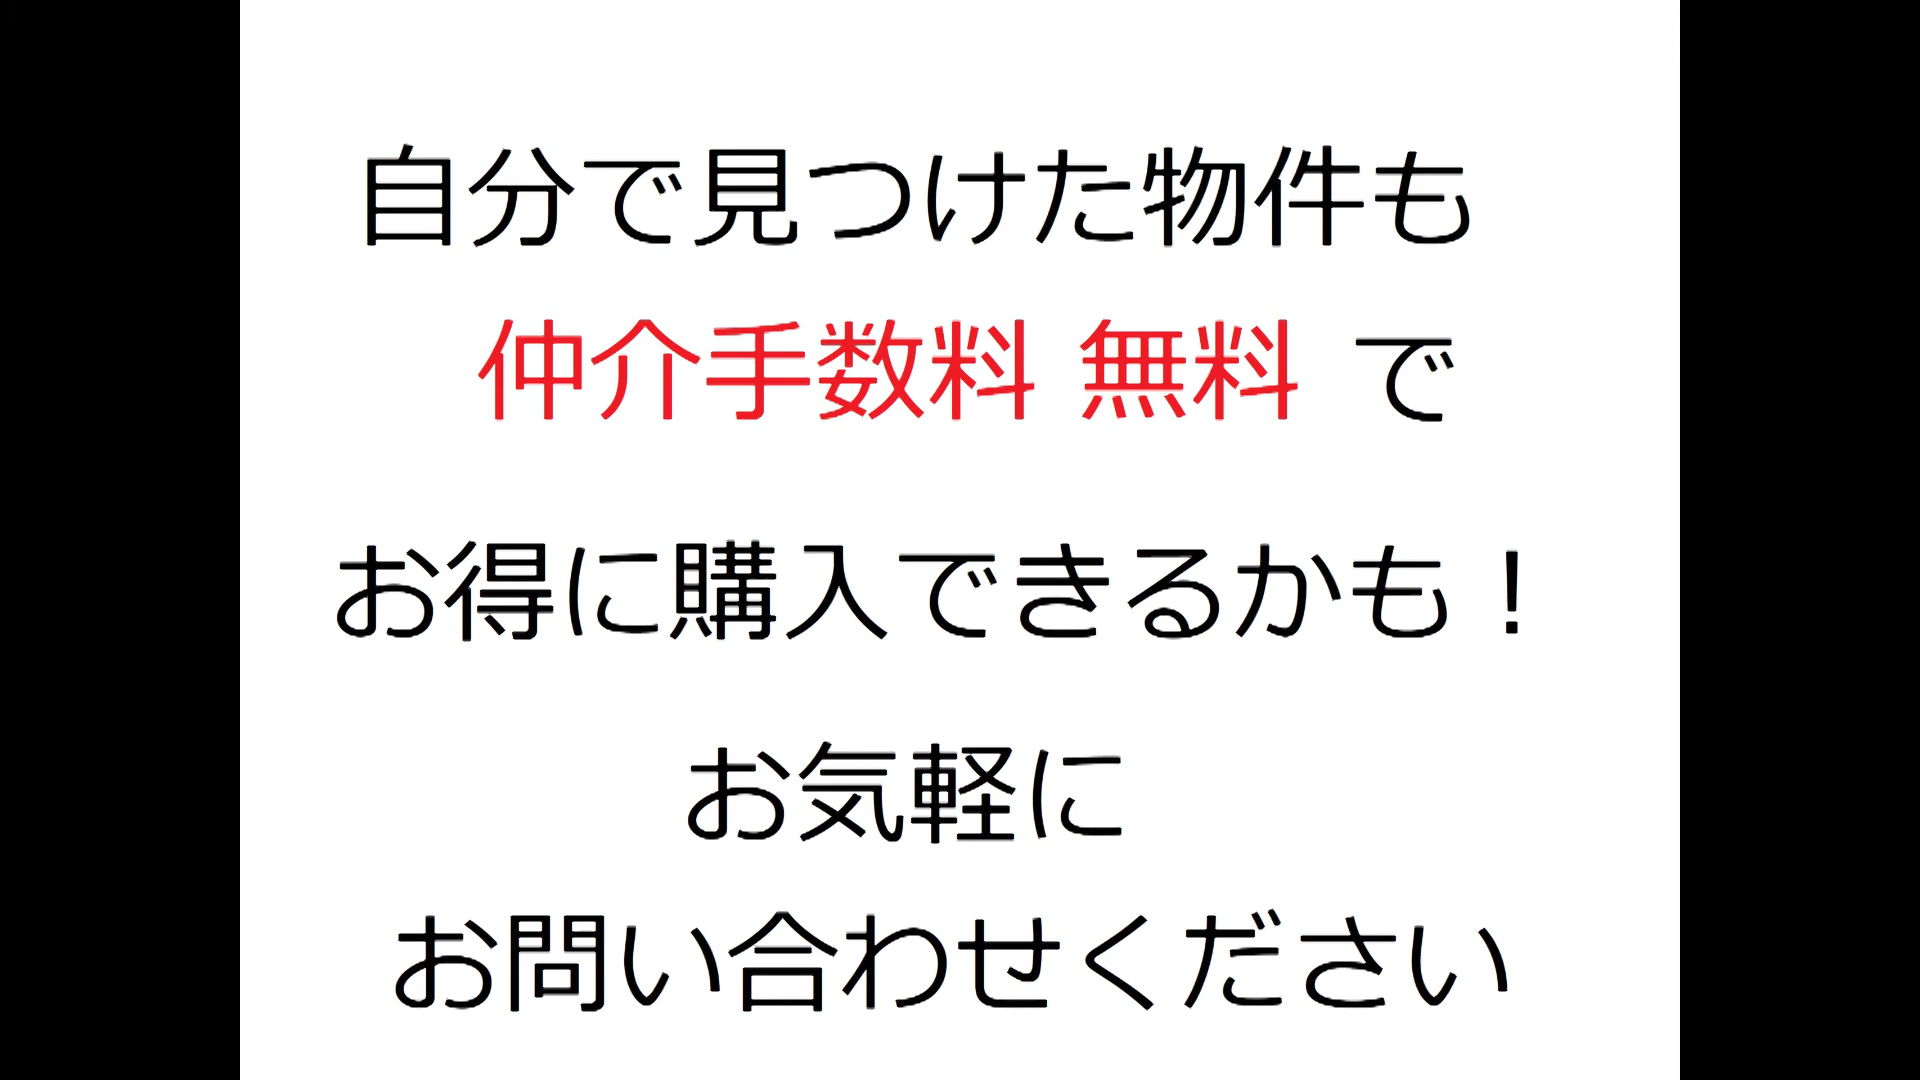 自分で見つけた物件も
仲介手数料 無料 で
お得に購入できるかも！
お気軽に
お問い合わせください